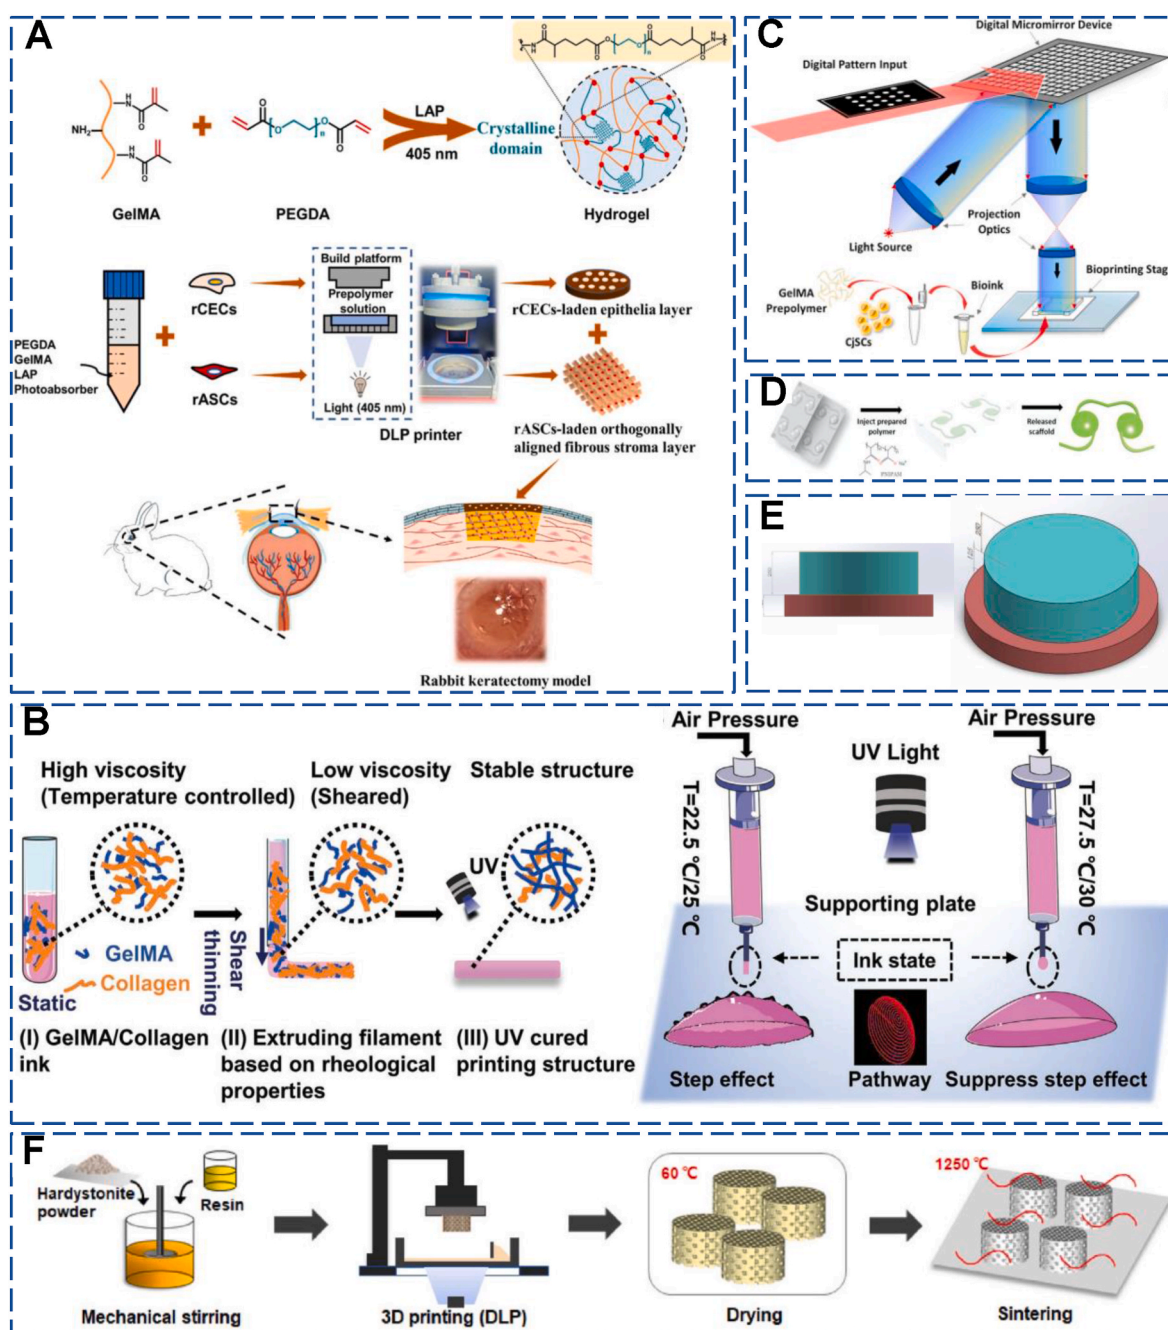 A
LAP
405 nm
Crystalline
domain
GelMA
PEGDA
Hydrogel
NH₂
PEGDA
GelMA
LAP
Photoabsorber
rCECs
rASCs
Build platform
Prepolymer
solution
Light (405 nm)
DLP printer
rCECs-laden epithelia layer
rASCs-laden orthogonally
aligned fibrous stroma layer
Rabbit keratectomy model
C
Digital Micromirror Device
Digital Pattern Input
Projection
Optics
Light Source
Bioprinting Stag
GelMA
Prepolymer
Bioink
CjSCs
D
Inject prepared
polymer
Released
scaffold
E
B
High viscosity
(Temperature controlled)
Low viscosity
(Sheared)
Stable structure
UV
Shear
thinning
GelMA
Collagen
Static
(I) GelMA/Collagen
ink
(II) Extruding filament
based on rheological
properties
(III) UV cured
printing structure
Air Pressure
Air Pressure
UV Light
T=22.5 ℃/25 ℃
T=27.5 ℃/30 ℃
Supporting plate
Ink state
Step effect
Pathway
Suppress step effect
F
Hardystonite
powder
Resin
Mechanical stirring
3D printing (DLP)
60 ℃
Drying
1250 ℃
Sintering